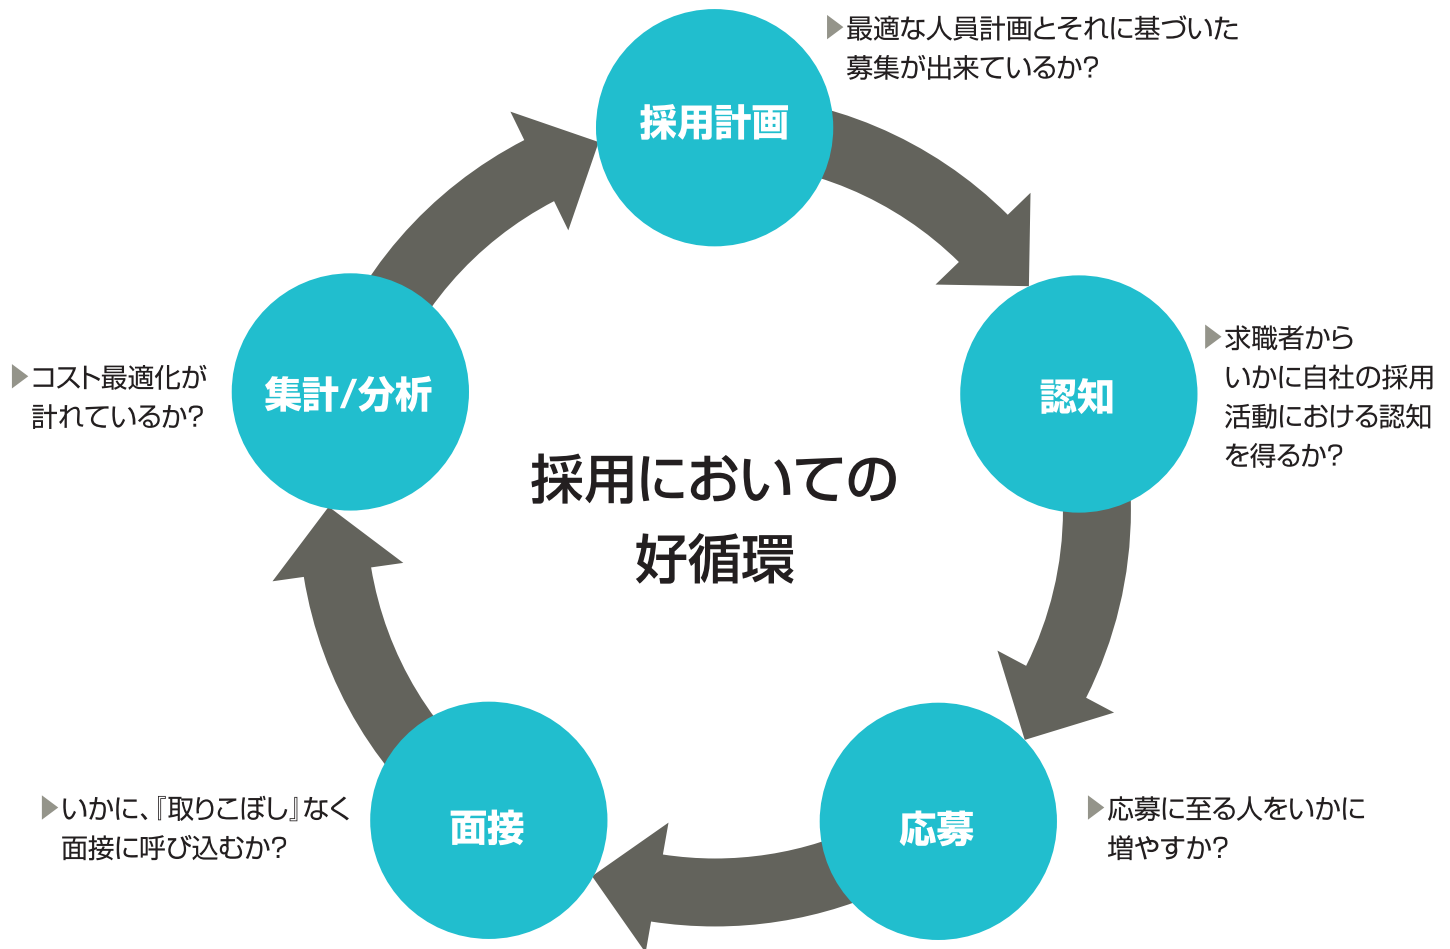 採用計画
▶最適な人員計画とそれに基づいた
募集が出来ているか?
認知
▶求職者から
いかに自社の採用
活動における認知
を得るか?
応募
▶応募に至る人をいかに
増やすか?
面接
▶いかに、『取りこぼし』なく
面接に呼び込むか?
集計/分析
▶コスト最適化が
計れているか?
採用においての
好循環